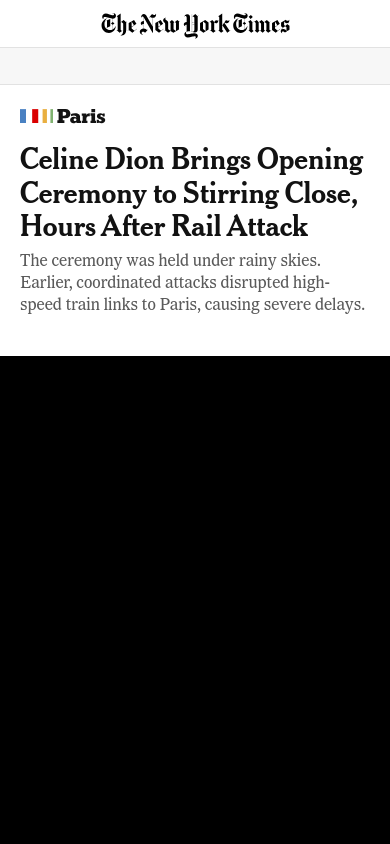 The New York Times
Paris
Celine Dion Brings Opening
Ceremony to Stirring Close,
Hours After Rail Attack
The ceremony was held under rainy skies.
Earlier, coordinated attacks disrupted high-
speed train links to Paris, causing severe delays.